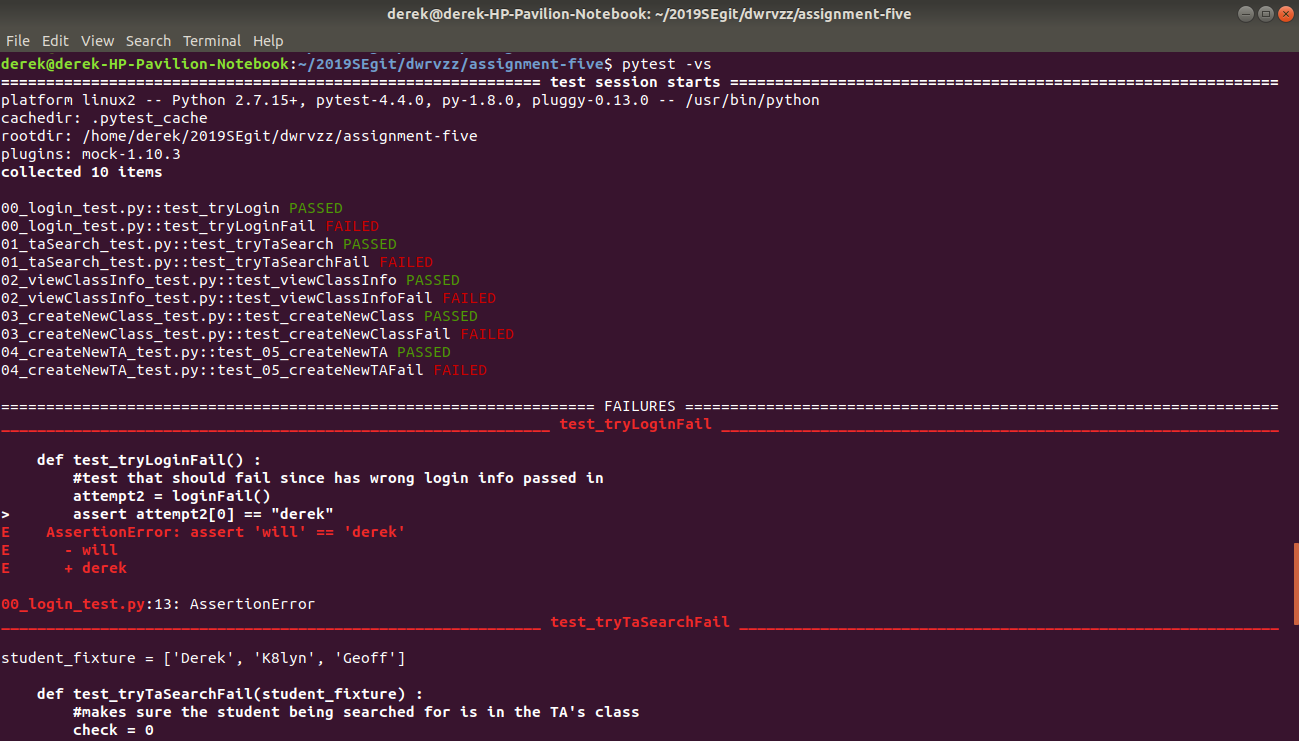 derek@derek-HP-Pavilion-Notebook: ~/2019SEgit/dwrvzz/assignment-five
File Edit View Search Terminal Help
derek@derek-HP-Pavilion-Notebook:~/2019SEgit/dwrvzz/assignment-five$ pytest -vs
============================================================ test session starts =============================================================
platform linux2 -- Python 2.7.15+, pytest-4.4.0, py-1.8.0, pluggy-0.13.0 -- /usr/bin/python
cachedir: .pytest_cache
rootdir: /home/derek/2019SEgit/dwrvzz/assignment-five
plugins: mock-1.10.3
collected 10 items
00_login_test.py::test_tryLogin PASSED
00_login_test.py::test_tryLoginFail FAILED
01_taSearch_test.py::test_tryTaSearch PASSED
01_taSearch_test.py::test_tryTaSearchFail FAILED
02_viewClassInfo_test.py::test_viewClassInfo PASSED
02_viewClassInfo_test.py::test_viewClassInfoFail FAILED
03_createNewClass_test.py::test_createNewClass PASSED
03_createNewClass_test.py::test_createNewClassFail FAILED
04_createNewTA_test.py::test_05_createNewTA PASSED
04_createNewTA_test.py::test_05_createNewTAFail FAILED
================================================================== FAILURES ==================================================================
_____________________________________________________________ test_tryLoginFail ______________________________________________________________
    def test_tryLoginFail() :
        #test that should fail since has wrong login info passed in
        attempt2 = loginFail()
>       assert attempt2[0] == "derek"
E    AssertionError: assert 'will' == 'derek'
E      - will
E      + derek
00_login_test.py:13: AssertionError
____________________________________________________________ test_tryTaSearchFail ____________________________________________________________
student_fixture = ['Derek', 'K8lyn', 'Geoff']
    def test_tryTaSearchFail(student_fixture) :
        #makes sure the student being searched for is in the TA's class
        check = 0